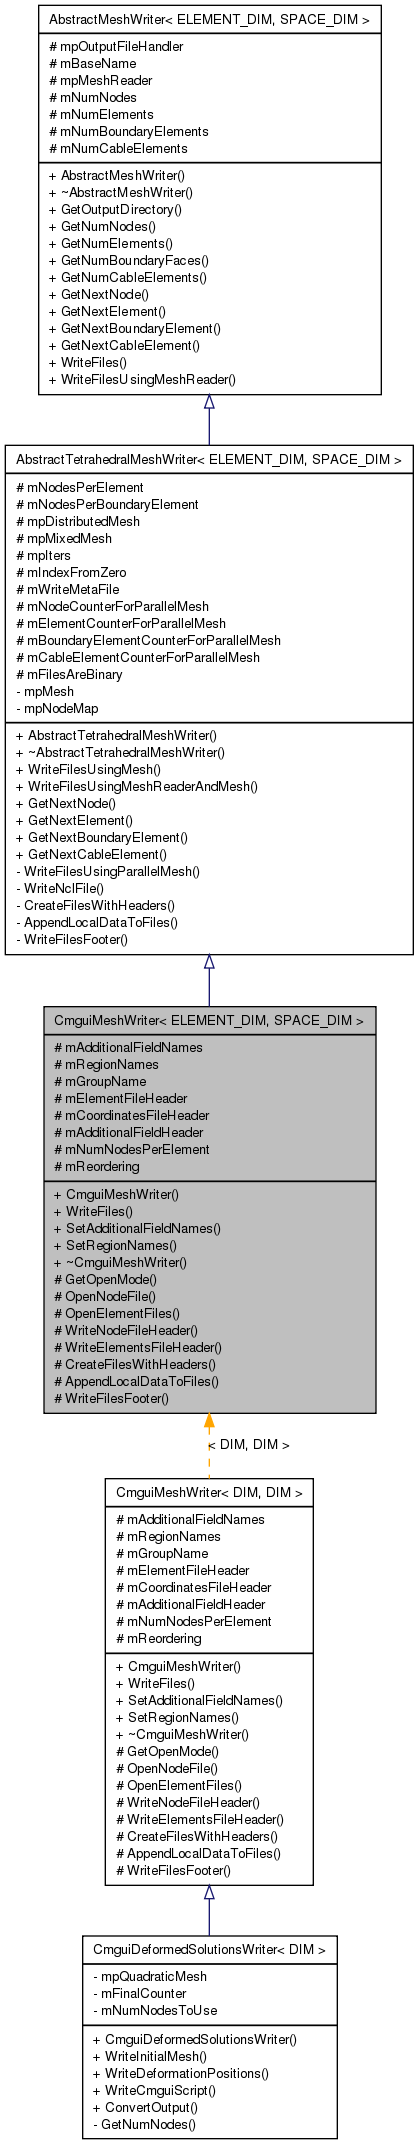 AbstractMeshWriter< ELEMENT_DIM, SPACE_DIM >
# mpOutputFileHandler
# mBaseName
# mpMeshReader
# mNumNodes
# mNumElements
# mNumBoundaryElements
# mNumCableElements
+ AbstractMeshWriter()
+ ~AbstractMeshWriter()
+ GetOutputDirectory()
+ GetNumNodes()
+ GetNumElements()
+ GetNumBoundaryFaces()
+ GetNumCableElements()
+ GetNextNode()
+ GetNextElement()
+ GetNextBoundaryElement()
+ GetNextCableElement()
+ WriteFiles()
+ WriteFilesUsingMeshReader()
AbstractTetrahedralMeshWriter< ELEMENT_DIM, SPACE_DIM >
# mNodesPerElement
# mNodesPerBoundaryElement
# mpDistributedMesh
# mpMixedMesh
# mpIters
# mIndexFromZero
# mWriteMetaFile
# mNodeCounterForParallelMesh
# mElementCounterForParallelMesh
# mBoundaryElementCounterForParallelMesh
# mCableElementCounterForParallelMesh
# mFilesAreBinary
- mpMesh
- mpNodeMap
+ AbstractTetrahedralMeshWriter()
+ ~AbstractTetrahedralMeshWriter()
+ WriteFilesUsingMesh()
+ WriteFilesUsingMeshReaderAndMesh()
+ GetNextNode()
+ GetNextElement()
+ GetNextBoundaryElement()
+ GetNextCableElement()
- WriteFilesUsingParallelMesh()
- WriteNclFile()
- CreateFilesWithHeaders()
- AppendLocalDataToFiles()
- WriteFilesFooter()
CmguiMeshWriter< ELEMENT_DIM, SPACE_DIM >
# mAdditionalFieldNames
# mRegionNames
# mGroupName
# mElementFileHeader
# mCoordinatesFileHeader
# mAdditionalFieldHeader
# mNumNodesPerElement
# mReordering
+ CmguiMeshWriter()
+ WriteFiles()
+ SetAdditionalFieldNames()
+ SetRegionNames()
+ ~CmguiMeshWriter()
# GetOpenMode()
# OpenNodeFile()
# OpenElementFiles()
# WriteNodeFileHeader()
# WriteElementsFileHeader()
# CreateFilesWithHeaders()
# AppendLocalDataToFiles()
# WriteFilesFooter()
< DIM, DIM >
CmguiMeshWriter< DIM, DIM >
# mAdditionalFieldNames
# mRegionNames
# mGroupName
# mElementFileHeader
# mCoordinatesFileHeader
# mAdditionalFieldHeader
# mNumNodesPerElement
# mReordering
+ CmguiMeshWriter()
+ WriteFiles()
+ SetAdditionalFieldNames()
+ SetRegionNames()
+ ~CmguiMeshWriter()
# GetOpenMode()
# OpenNodeFile()
# OpenElementFiles()
# WriteNodeFileHeader()
# WriteElementsFileHeader()
# CreateFilesWithHeaders()
# AppendLocalDataToFiles()
# WriteFilesFooter()
CmguiDeformedSolutionsWriter< DIM >
- mpQuadraticMesh
- mFinalCounter
- mNumNodesToUse
+ CmguiDeformedSolutionsWriter()
+ WriteInitialMesh()
+ WriteDeformationPositions()
+ WriteCmguiScript()
+ ConvertOutput()
- GetNumNodes()